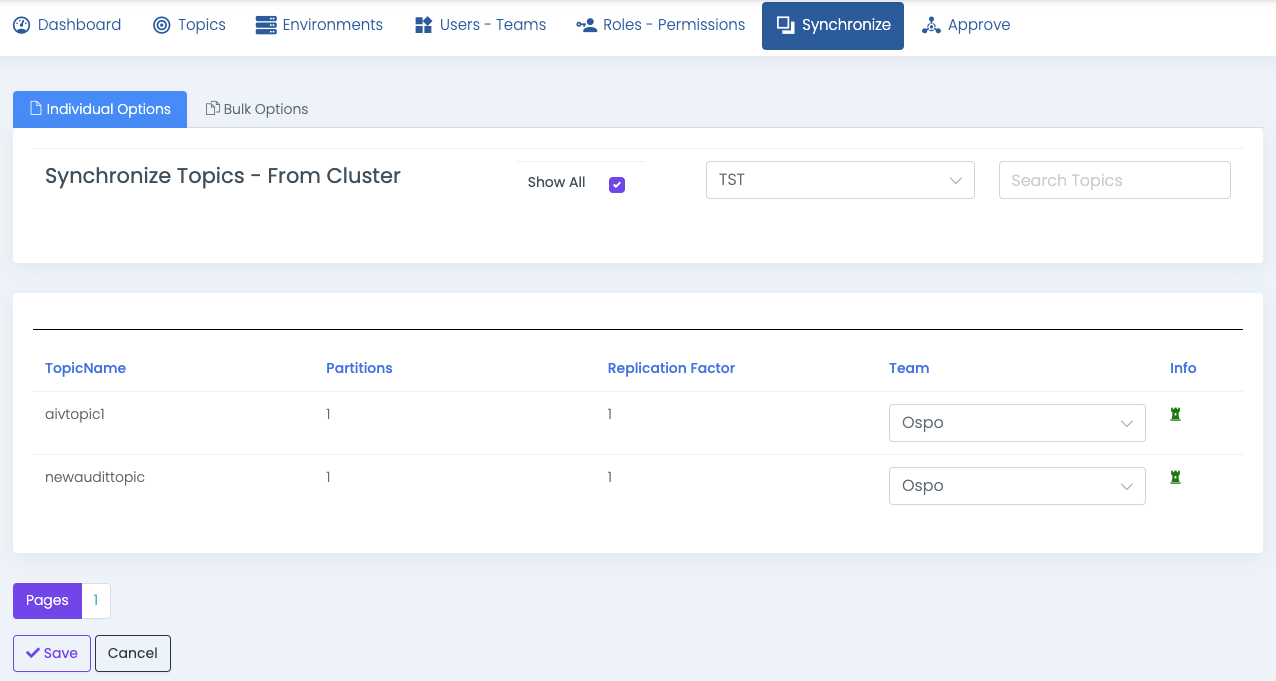 Dashboard Topics Environments Users - Teams Roles - Permissions Synchronize Approve
Individual Options Bulk Options
Synchronize Topics - From Cluster Show All TST Search Topics
TopicName Partitions Replication Factor Team Info
aivtopic1 1 1 Ospo
newaudittopic 1 1 Ospo
Pages 1
Save Cancel